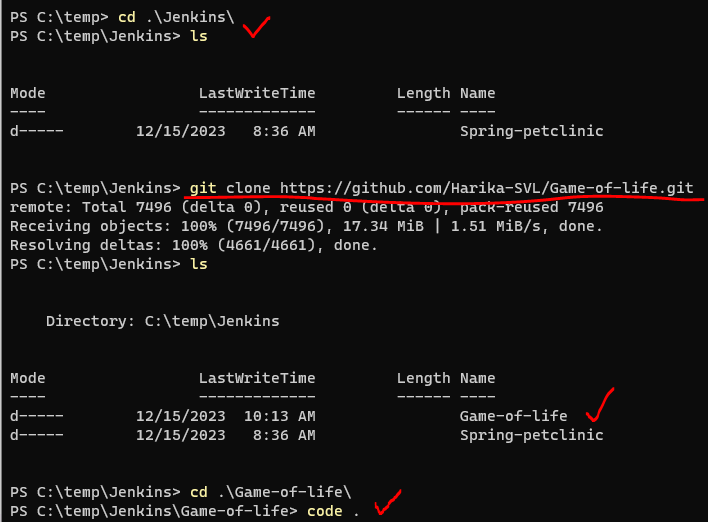 PS C:\temp> cd .\Jenkins\
PS C:\temp\Jenkins> ls
Mode                 LastWriteTime         Length Name
----                 -------------         ------ ----
d-----        12/15/2023   8:36 AM                Spring-petclinic
PS C:\temp\Jenkins> git clone https://github.com/Harika-SVL/Game-of-life.git
remote: Total 7496 (delta 0), reused 0 (delta 0), pack-reused 7496
Receiving objects: 100% (7496/7496), 17.34 MiB | 1.51 MiB/s, done.
Resolving deltas: 100% (4661/4661), done.
PS C:\temp\Jenkins> ls
    Directory: C:\temp\Jenkins
Mode                 LastWriteTime         Length Name
----                 -------------         ------ ----
d-----        12/15/2023  10:13 AM                Game-of-life
d-----        12/15/2023   8:36 AM                Spring-petclinic
PS C:\temp\Jenkins> cd .\Game-of-life\
PS C:\temp\Jenkins\Game-of-life> code .